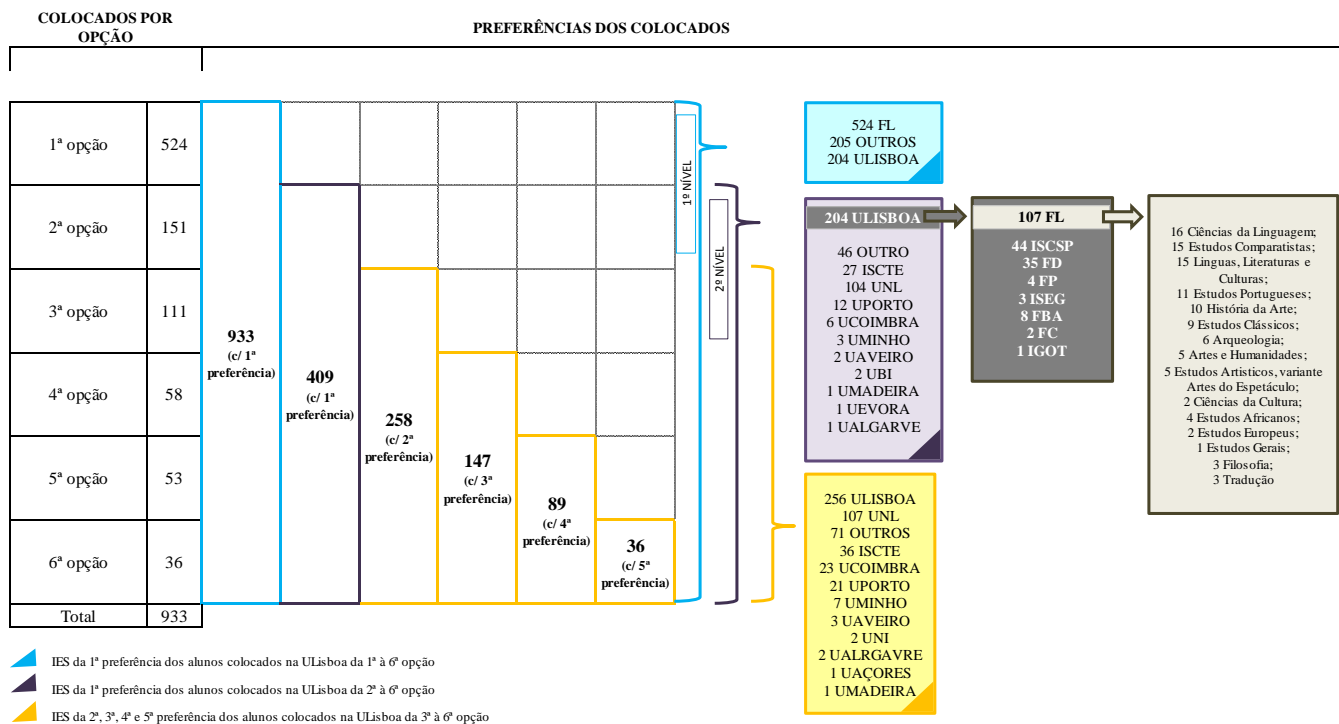 COLOCADOS POR
OPÇÃO
PREFERÊNCIAS DOS COLOCADOS
1ª opção 524
2ª opção 151
3ª opção 111
4ª opção 58
5ª opção 53
6ª opção 36
Total 933
933
(c/ 1ª
preferência)
409
(c/ 1ª
preferência)
258
(c/ 2ª
preferência)
147
(c/ 3ª
preferência)
89
(c/ 4ª
preferência)
36
(c/ 5ª
preferência)
1º NÍVEL
2º NÍVEL
524 FL
205 OUTROS
204 ULISBOA
204 ULISBOA
46 OUTRO
27 ISCTE
104 UNL
12 UPORTO
6 UCOIMBRA
3 UMINHO
2 UAVEIRO
2 UBI
1 UMADEIRA
1 UEVORA
1 UALGARVE
107 FL
44 ISCSP
35 FD
4 FP
3 ISEG
8 FBA
2 FC
1 IGOT
16 Ciências da Linguagem;
15 Estudos Comparatistas;
15 Linguas, Literaturas e
Culturas;
11 Estudos Portugueses;
10 História da Arte;
9 Estudos Clássicos;
6 Arqueologia;
5 Artes e Humanidades;
5 Estudos Artisticos, variante
Artes do Espetáculo;
2 Ciências da Cultura;
4 Estudos Africanos;
2 Estudos Europeus;
1 Estudos Gerais;
3 Filosofia;
3 Tradução
256 ULISBOA
107 UNL
71 OUTROS
36 ISCTE
23 UCOIMBRA
21 UPORTO
7 UMINHO
3 UAVEIRO
2 UNI
2 UALRGAVRE
1 UAÇORES
1 UMADEIRA
IES da 1ª preferência dos alunos colocados na ULisboa da 1ª à 6ª opção
IES da 1ª preferência dos alunos colocados na ULisboa da 2ª à 6ª opção
IES da 2ª, 3ª, 4ª e 5ª preferência dos alunos colocados na ULisboa da 3ª à 6ª opção